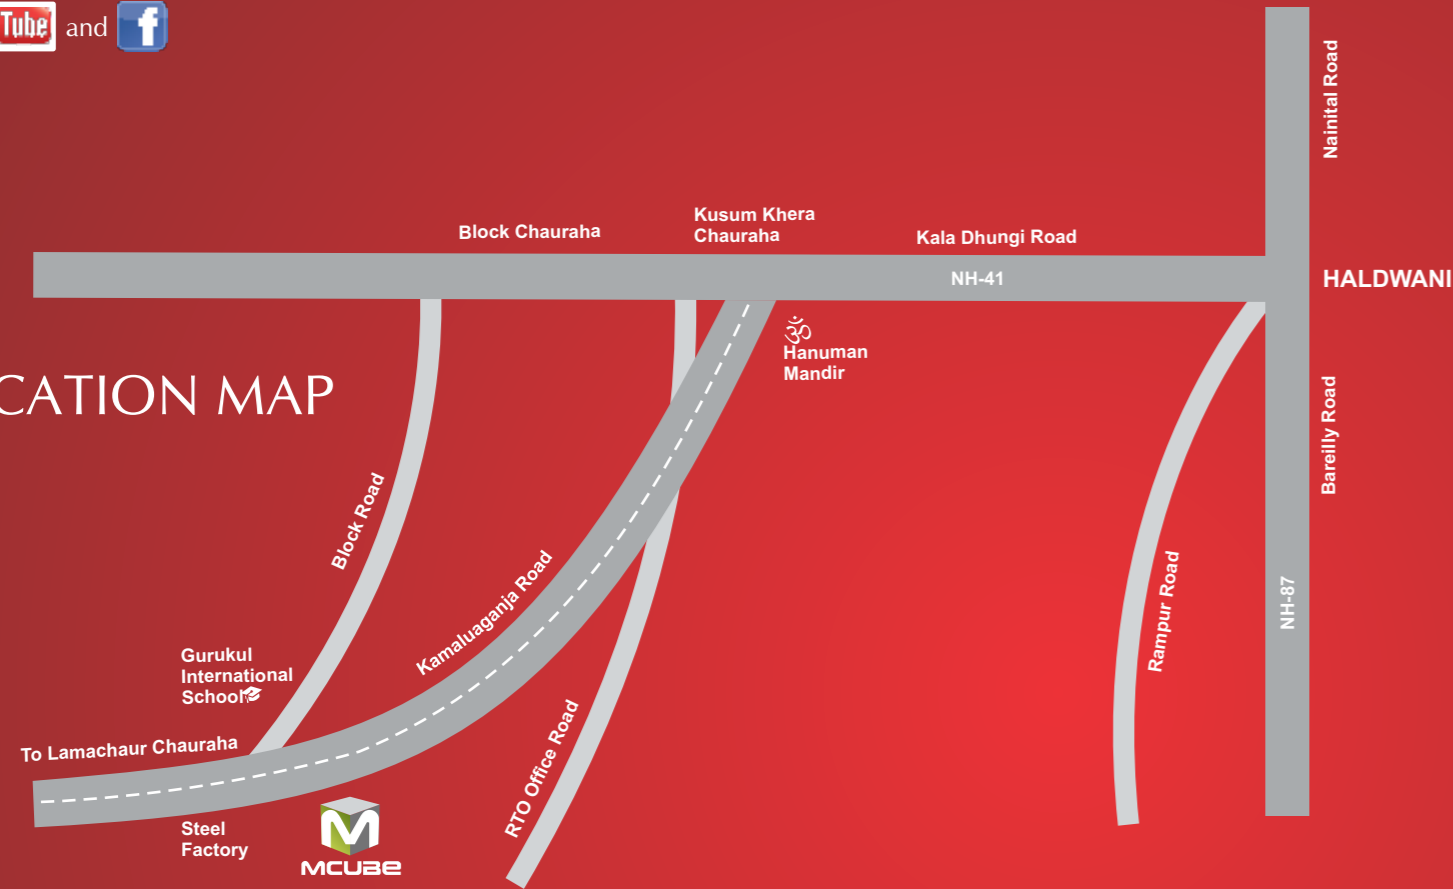 Tube and f
Nainital Road
Kusum Khera
Chauraha
Block Chauraha
Kala Dhungi Road
NH-41
HALDWANI
ॐ
Hanuman
Mandir
CATION MAP
Bareilly Road
Block Road
Kamaluaganja Road
Rampur Road
NH-87
Gurukul
International
School
To Lamachaur Chauraha
RTO Office Road
Steel
Factory
M
MCUBE